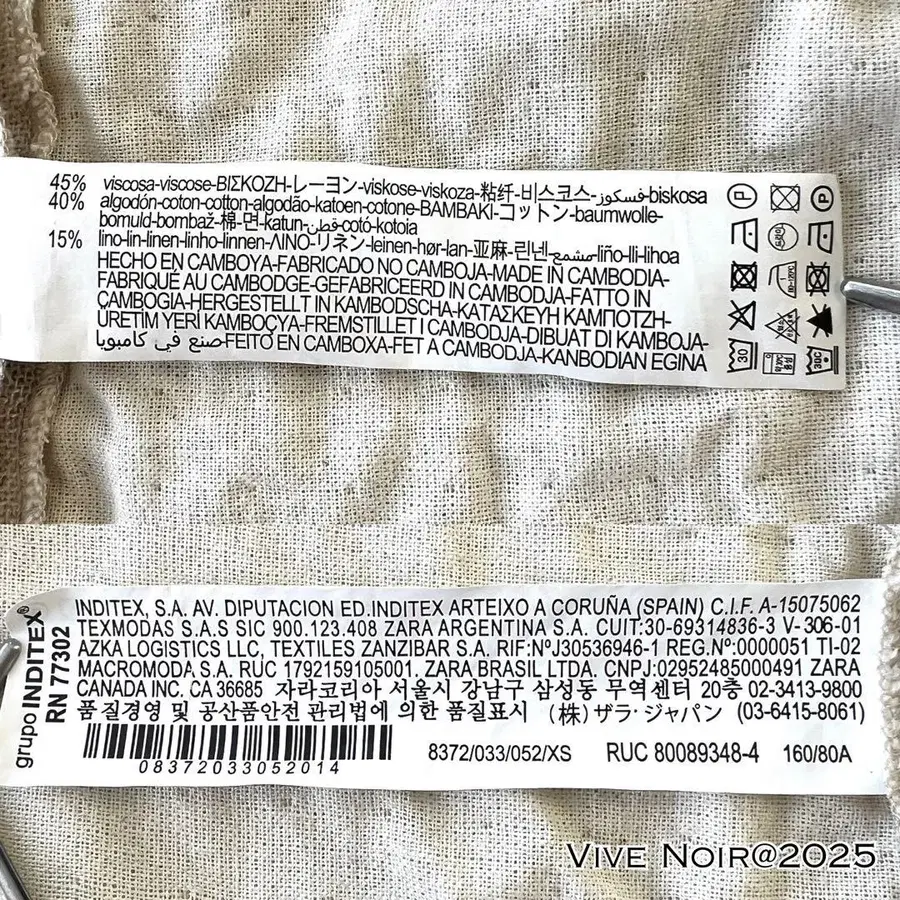 45% viscosa-viscose-ΒΙΣΚΟΖΗ-レーヨン-viskose-viskoza-粘纤-비스코스-فسكوز-biskosa
40% algodón-coton-cotton-algodão-katoen-cotone-BAMBAKI-コットン-baumwolle-
bomuld-bombaž-棉-면-katun-قطن-cotó-kotoia
15% lino-lin-linen-linho-linnen-ΛΙΝΟ-リネン-leinen-hør-lan-亚麻-린넨-مشمع-liño-lli-lihoa
HECHO EN CAMBOYA-FABRICADO NO CAMBOJA-MADE IN CAMBODIA-
FABRIQUÉ AU CAMBODGE-GEFABRICEERD IN CAMBODJA-FATTO IN
CAMBOGIA-HERGESTELLT IN KAMBODSCHA-ΚΑΤΑΣΚΕΥΗ ΚΑΜΠΟΤΖΗ-
ÜRETIM YERI KAMBOÇYA-FREMSTILLET I CAMBODJA-DIBUAT DI KAMBOJA-
صنع في كامبوبيا-FEITO EN CAMBOXA-FET A CAMBODJA-KANBODIAN EGINA
P
P
30
30C
grupo INDITEX®
RN 77302
INDITEX, S.A. AV. DIPUTACION ED.INDITEX ARTEIXO A CORUÑA (SPAIN) C.I.F. A-15075062
TEXMODAS S.A.S SIC 900.123.408 ZARA ARGENTINA S.A. CUIT:30-69314836-3 V-306-01
AZKA LOGISTICS LLC, TEXTILES ZANZIBAR S.A. RIF:NºJ30536946-1 REG.Nº:0000051 TI-02
MACROMODA S.A. RUC 1792159105001. ZARA BRASIL LTDA. CNPJ:02952485000491 ZARA
CANADA INC. CA 36685 자라코리아 서울시 강남구 삼성동 무역센터 20층 02-3413-9800
품질경영 및 공산품안전 관리법에 의한 품질표시 (株) ザラ・ジャパン (03-6415-8061)
08372033052014
8372/033/052/XS RUC 80089348-4 160/80A
VIVE NOIR@2025